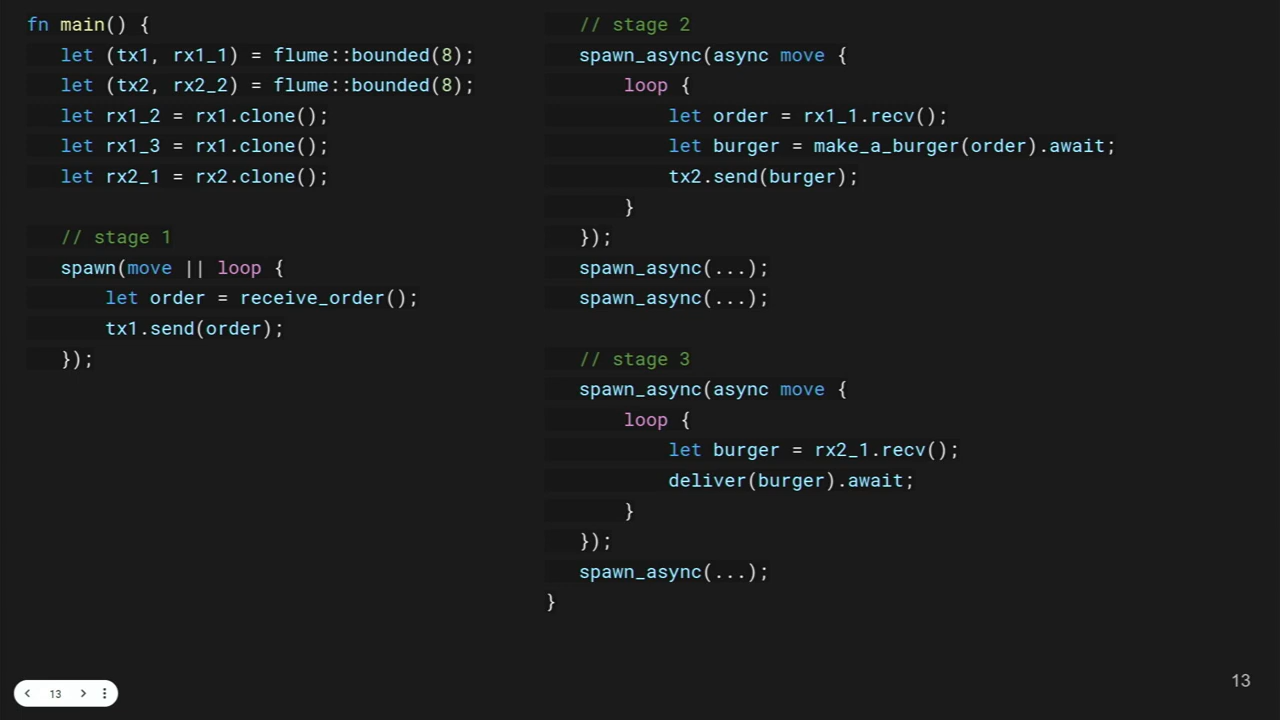 fn main() {
let (tx1, rx1_1) = flume::bounded(8);
let (tx2, rx2_2) = flume::bounded(8);
let rx1_2 = rx1.clone();
let rx1_3 = rx1.clone();
let rx2_1 = rx2.clone();
// stage 1
spawn(move || loop {
let order = receive_order();
tx1.send(order);
});
// stage 2
spawn_async(async move {
loop {
let order = rx1_1.recv();
let burger = make_a_burger(order).await;
tx2.send(burger);
}
});
spawn_async(...);
spawn_async(...);
// stage 3
spawn_async(async move {
loop {
let burger = rx2_1.recv();
deliver(burger).await;
}
});
spawn_async(...);
}
13
13